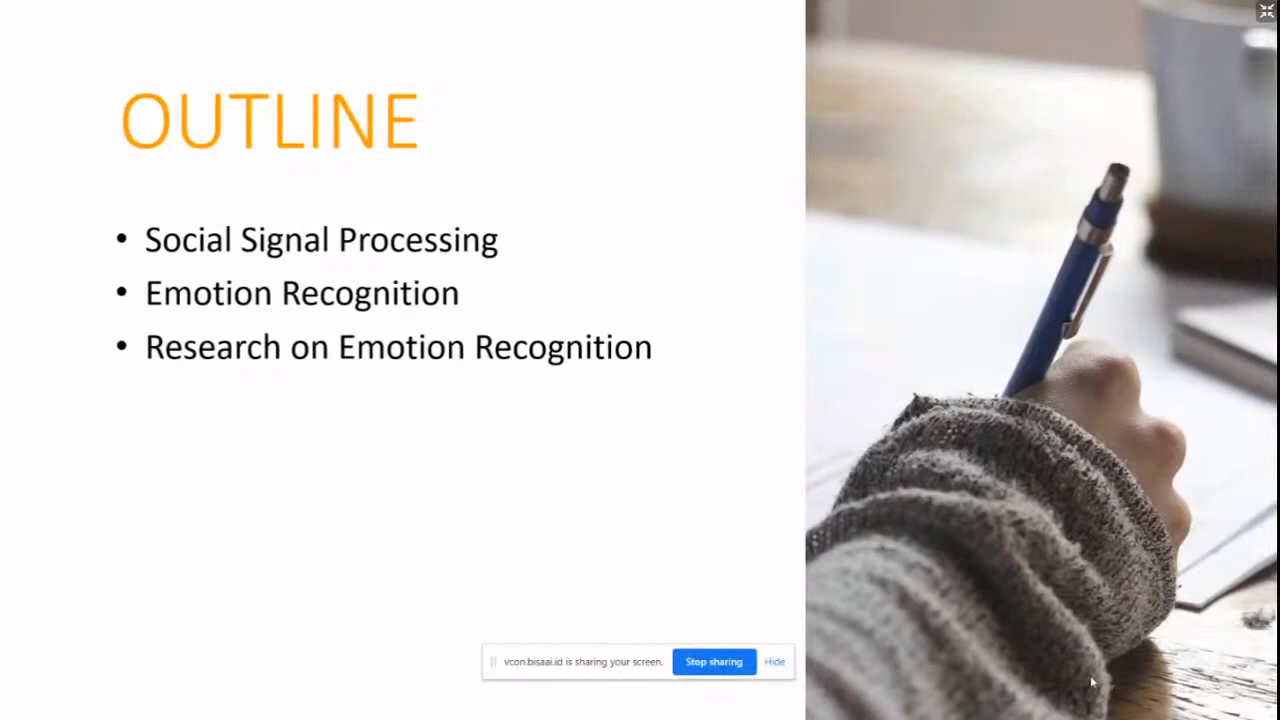 OUTLINE
• Social Signal Processing
• Emotion Recognition
• Research on Emotion Recognition
vcon.bisaai.id is sharing your screen. Stop sharing Hide